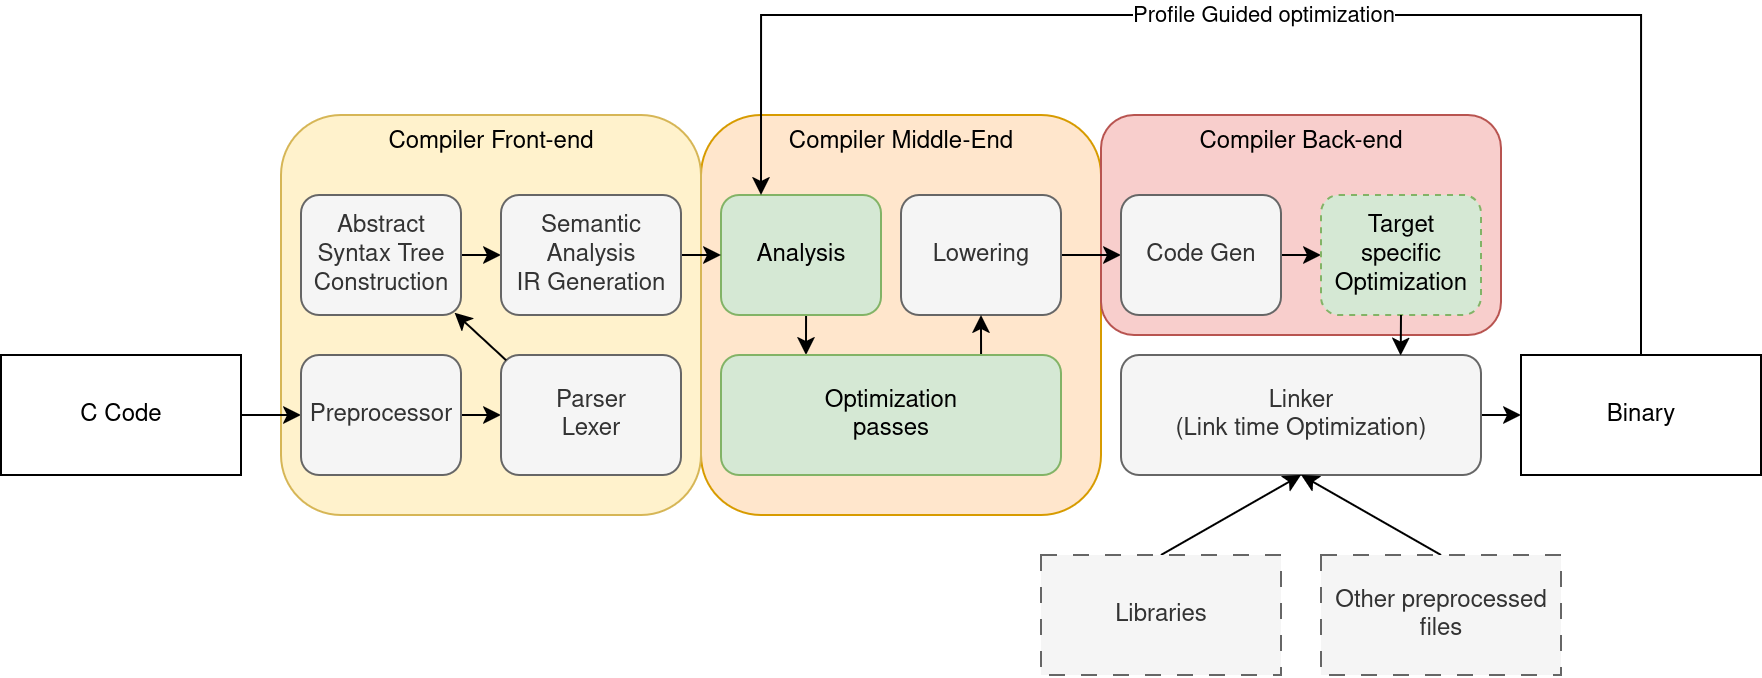 Profile Guided optimization
Compiler Front-end
Compiler Middle-End
Compiler Back-end
Abstract
Syntax Tree
Construction
Semantic
Analysis
IR Generation
Analysis
Lowering
Code Gen
Target
specific
Optimization
C Code
Preprocessor
Parser
Lexer
Optimization
passes
Linker
(Link time Optimization)
Binary
Libraries
Other preprocessed
files